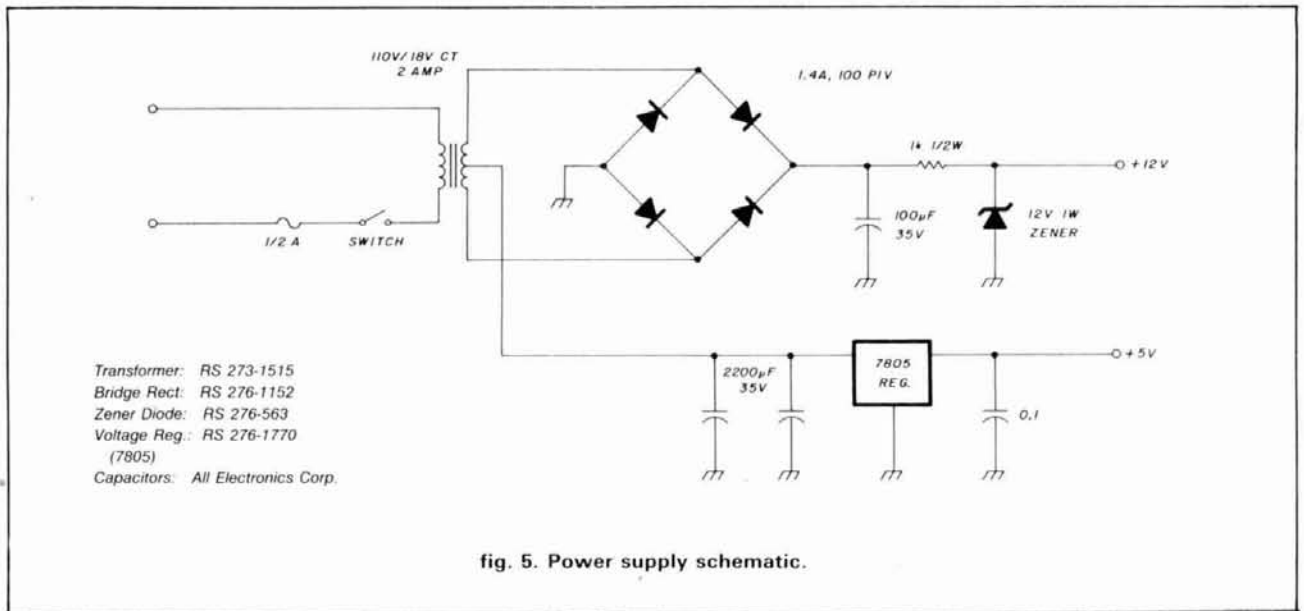 110V/18V CT
2 AMP
1.4A, 100 PIV
1k 1/2W
+12V
100µF
35V
12V 1W
ZENER
1/2 A
SWITCH
Transformer: RS 273-1515
Bridge Rect: RS 276-1152
Zener Diode: RS 276-563
Voltage Reg.: RS 276-1770
(7805)
Capacitors: All Electronics Corp.
2200µF
35V
7805
REG.
+5V
0.1
fig. 5. Power supply schematic.